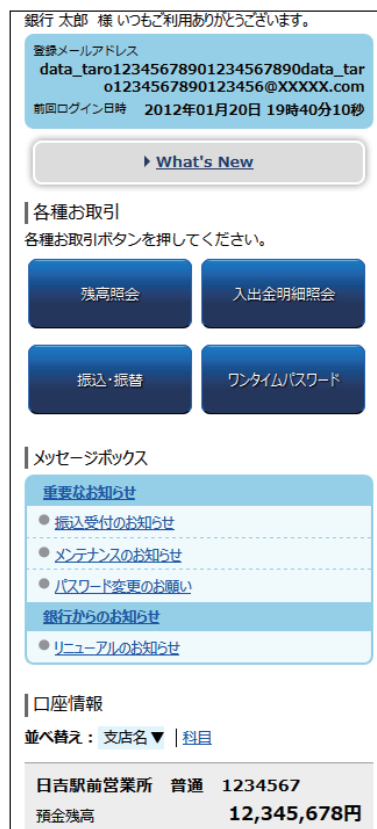 銀行 太郎 様 いつもご利用ありがとうございます。
登録メールアドレス
data_taro12345678901234567890data_tar
o1234567890123456@XXXXX.com
前回ログイン日時 2012年01月20日 19時40分10秒
What's New
各種お取引
各種お取引ボタンを押してください。
残高照会 入出金明細照会
振込・振替 ワンタイムパスワード
メッセージボックス
重要なお知らせ
振込受付のお知らせ
メンテナンスのお知らせ
パスワード変更のお願い
銀行からのお知らせ
リニューアルのお知らせ
口座情報
並べ替え： 支店名▼ | 科目
日吉駅前営業所 普通 1234567
預金残高 12,345,678円